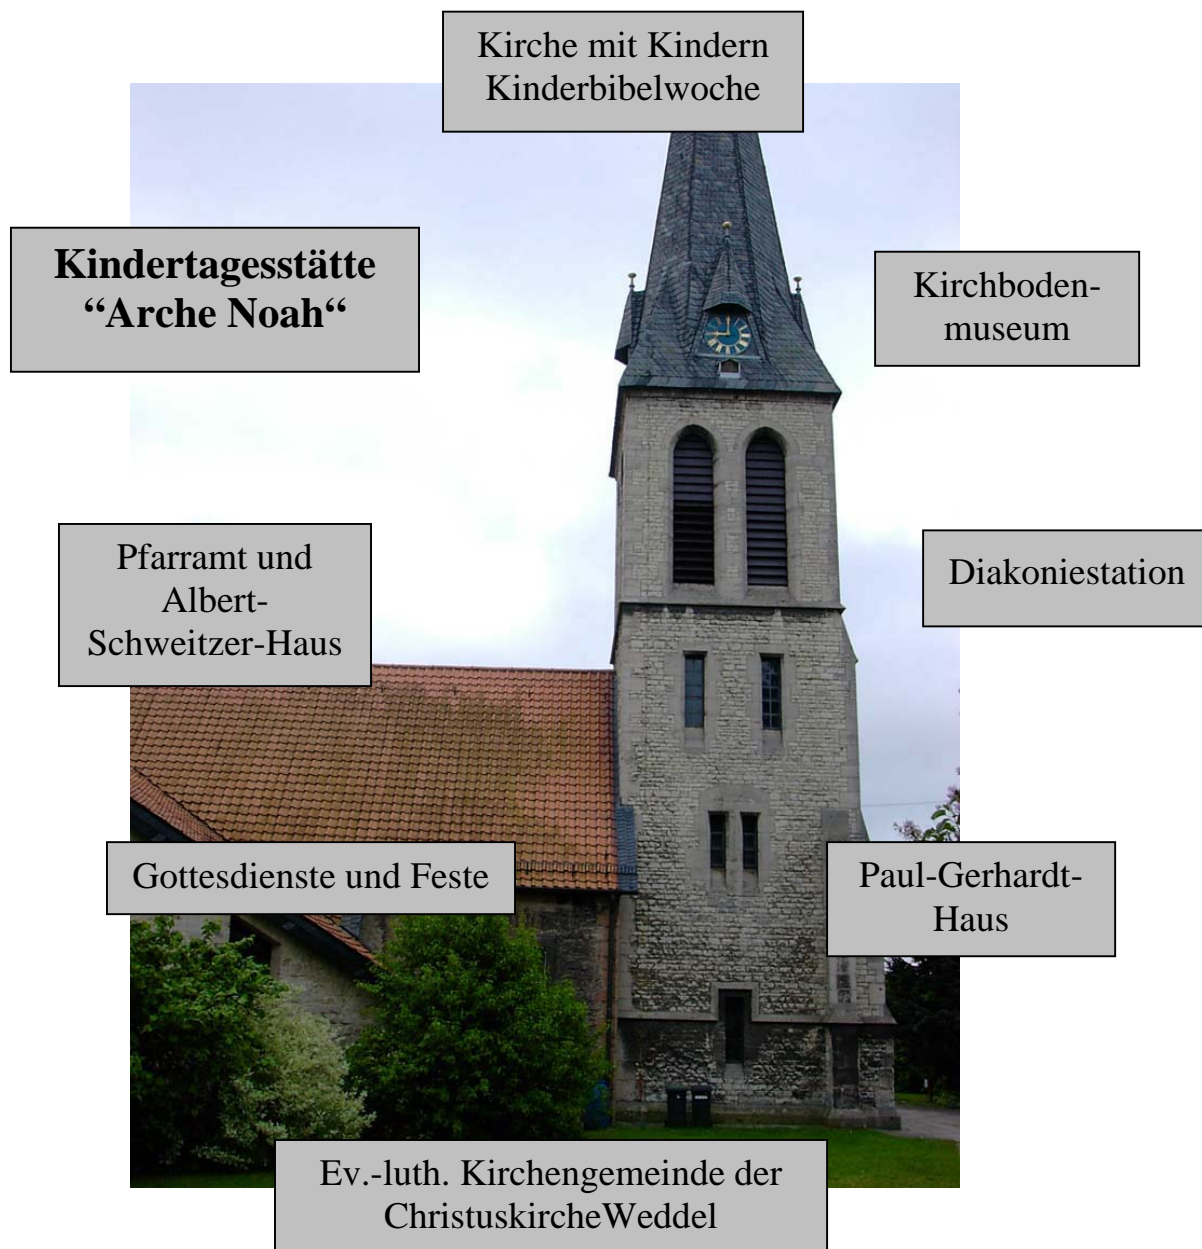 Kirche mit Kindern
Kinderbibelwoche
Kindertagesstätte
“Arche Noah“
Kirchboden-
museum
Pfarramt und
Albert-
Schweitzer-Haus
Diakoniestation
Gottesdienste und Feste
Paul-Gerhardt-
Haus
Ev.-luth. Kirchengemeinde der
ChristuskircheWeddel